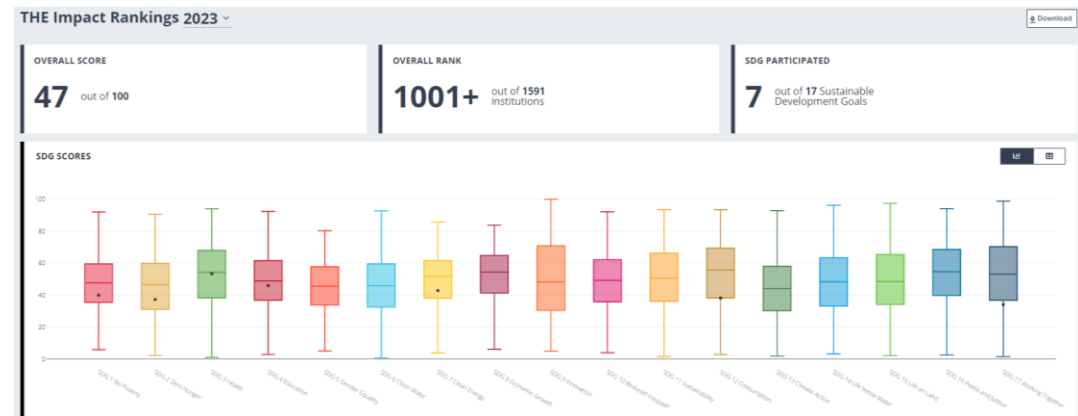 THE Impact Rankings 2023
Download
OVERALL SCORE
47 out of 100
OVERALL RANK
1001+ out of 1591
institutions
SDG PARTICIPATED
7 out of 17 Sustainable
Development Goals
SDG SCORES
100
80
60
40
20
0
SDG 1 No Poverty
SDG 2 Zero Hunger
SDG 3 Health
SDG 4 Education
SDG 5 Gender Equality
SDG 6 Clean Water
SDG 7 Clean Energy
SDG 8 Economic Growth
SDG 9 Innovation
SDG 10 Reduced
SDG 11 Sustainability
SDG 12 Consumption
SDG 13 Climate Action
SDG 14 Life below Water
SDG 15 Life on Land
SDG 16 Peace and Justice
SDG 17 Working Together